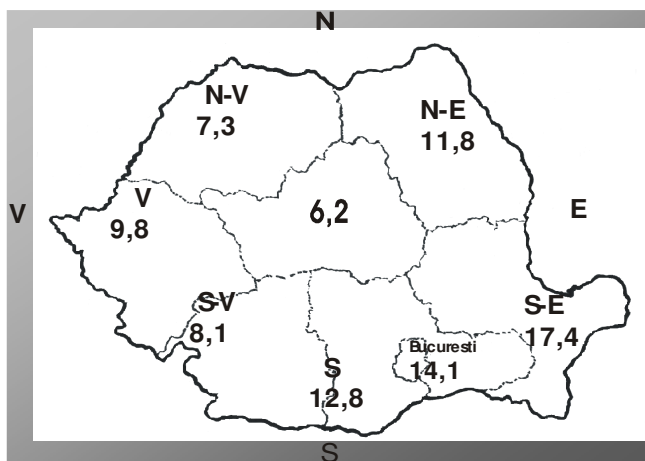 N
N-V
7,3
N-E
11,8
V
V
9,8
6,2
E
S-V
8,1
S-E
17,4
Bucuresti
14,1
S
12,8
S